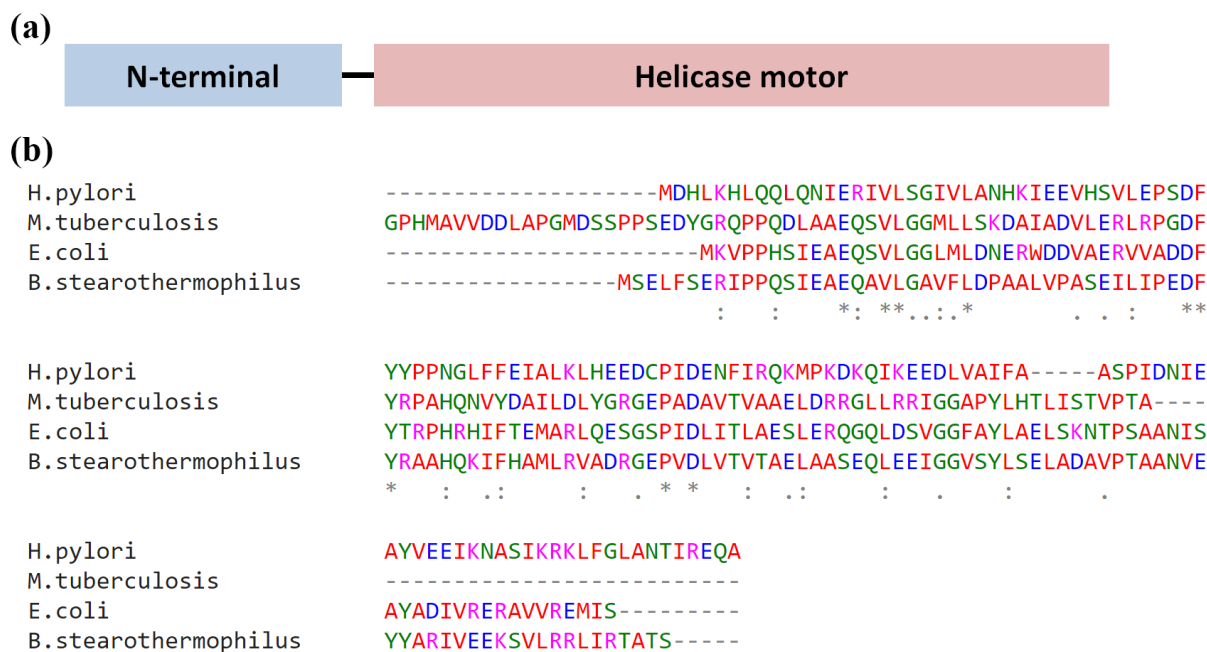 (a)
N-terminal Helicase motor
(b)
H.pylori --------------------MDHLKHLQQLQNIERIVLSGIVLANHKIEEVHSVLEPSDF
M.tuberculosis GPHMAVVDDLAPGMDSSPPSEDYGRQPPQDLAAEQSVLGGMLLSKDAIADVLERLRPGDF
E.coli -----------------------MKVPPHSIEAEQSVLGGLMLDNERWDDVAERVVADDF
B.stearothermophilus -----------------MSELFSERIPPQSIEAEQAVLGAVFLDPAALVPASEILIPEDF
: : *: **..:.* . . : **
H.pylori YYPPNGLFFEIALKLHEEDCPIDENFIRQKMPKDKQIKEEDLVAIFA-----ASPIDNIE
M.tuberculosis YRPAHQNVYDAILDLYGRGEPADAVTVAAELDRRGLLRRIGGAPYLHTLISTVPTA----
E.coli YTRPHRHIFTEMARLQESGSPIDLITLAESLERQGQLDSVGGFAYLAELSKNTPSAANIS
B.stearothermophilus YRAAHQKIFHAMLRVADRGEPVDLVTVTAELAASEQLEEIGGVSYLSELADAVPTAANVE
* : .: : . * * : .: : . : .
H.pylori AYVEEIKNASIKRKLFGLANTIREQA
M.tuberculosis --------------------------
E.coli AYADIVRERAVVREMIS---------
B.stearothermophilus YYARIVEEKSVLRRLIRTATS-----